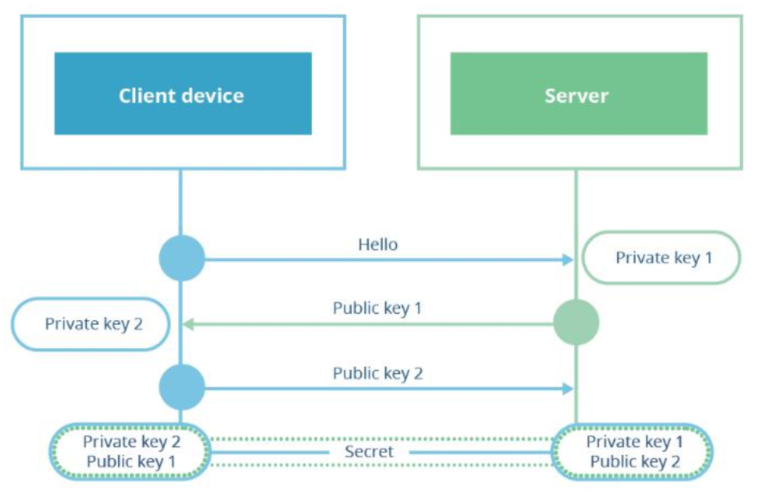 Client device
Server
Hello
Private key 1
Public key 1
Private key 2
Public key 2
Private key 2
Public key 1
Secret
Private key 1
Public key 2